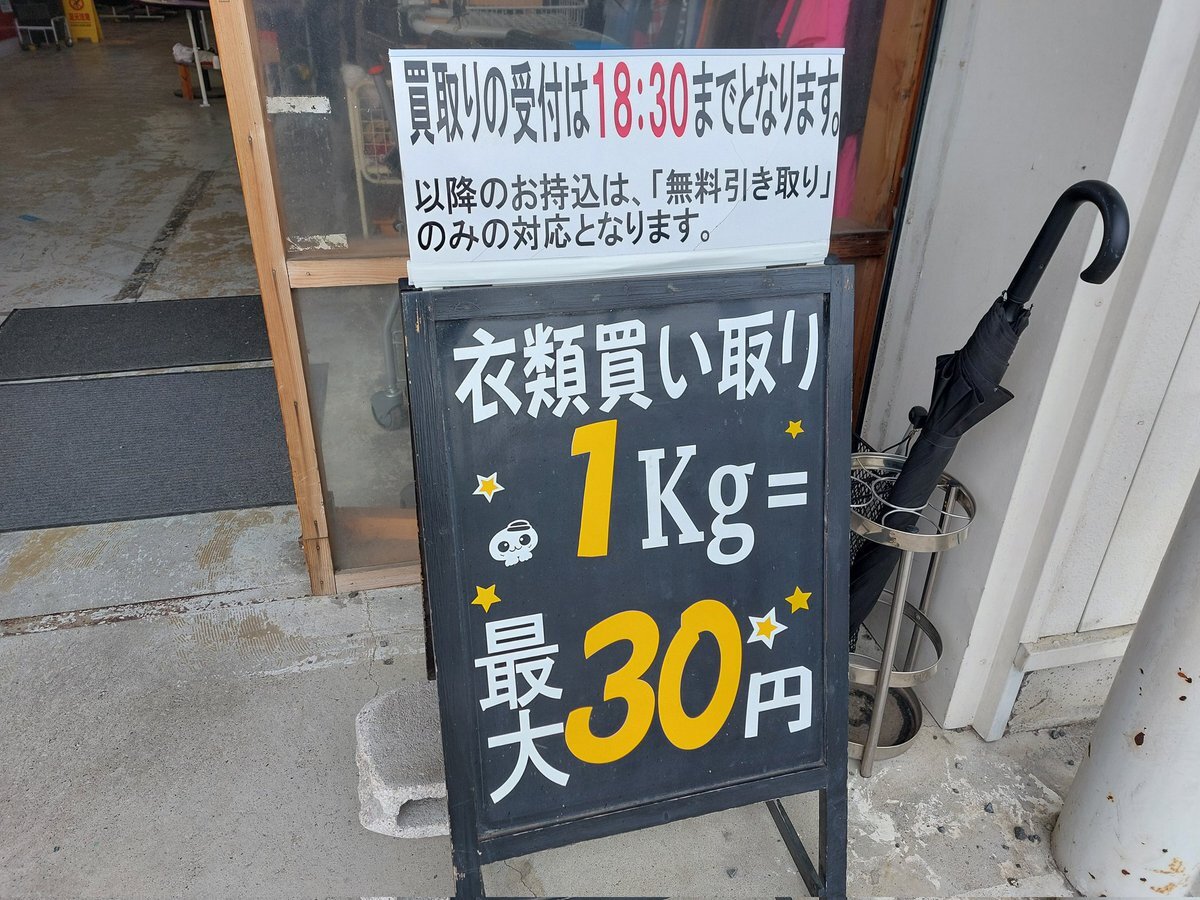 買取りの受付は18:30までとなります。
以降のお持込は、「無料引き取り」
のみの対応となります。
衣類買い取り
1Kg=
最大30円